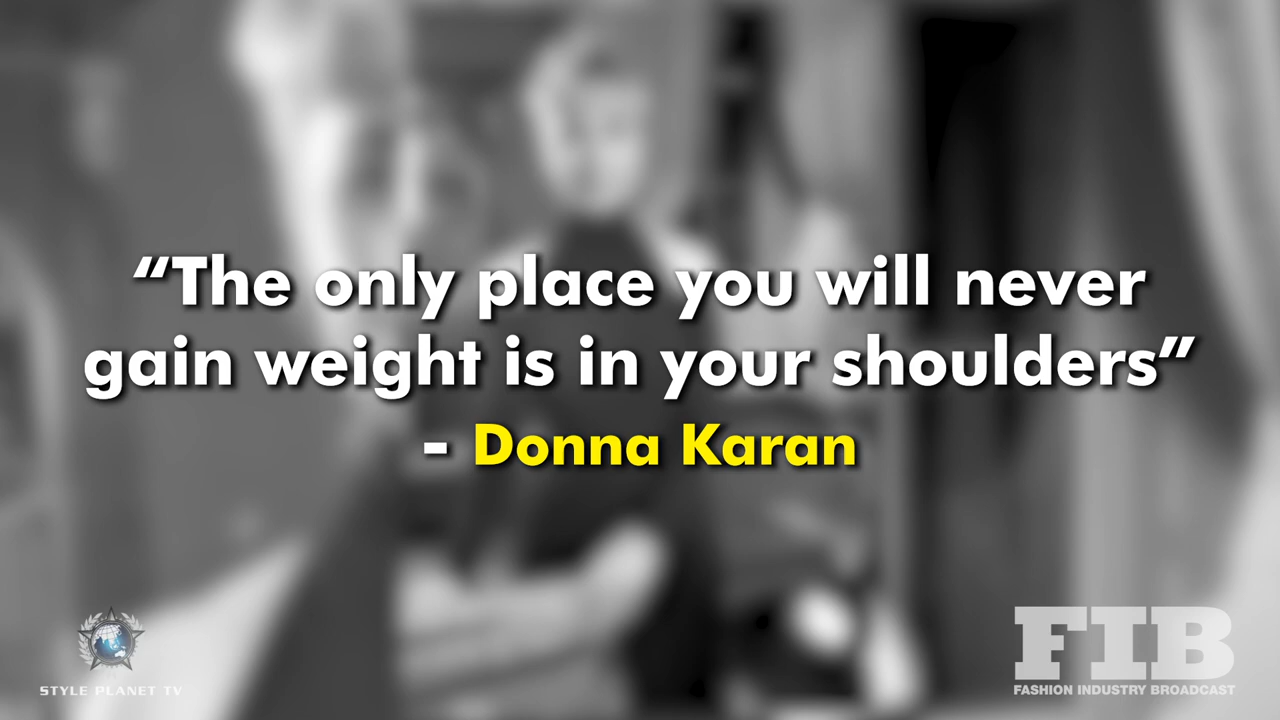 “The only place you will never
gain weight is in your shoulders”
- Donna Karan
STYLE PLANET TV
FIB
FASHION INDUSTRY BROADCAST